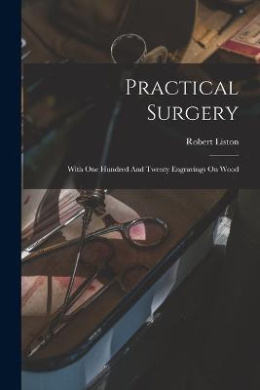 Practical
Surgery
Robert Liston
With One Hundred And Twenty Engravings On Wood